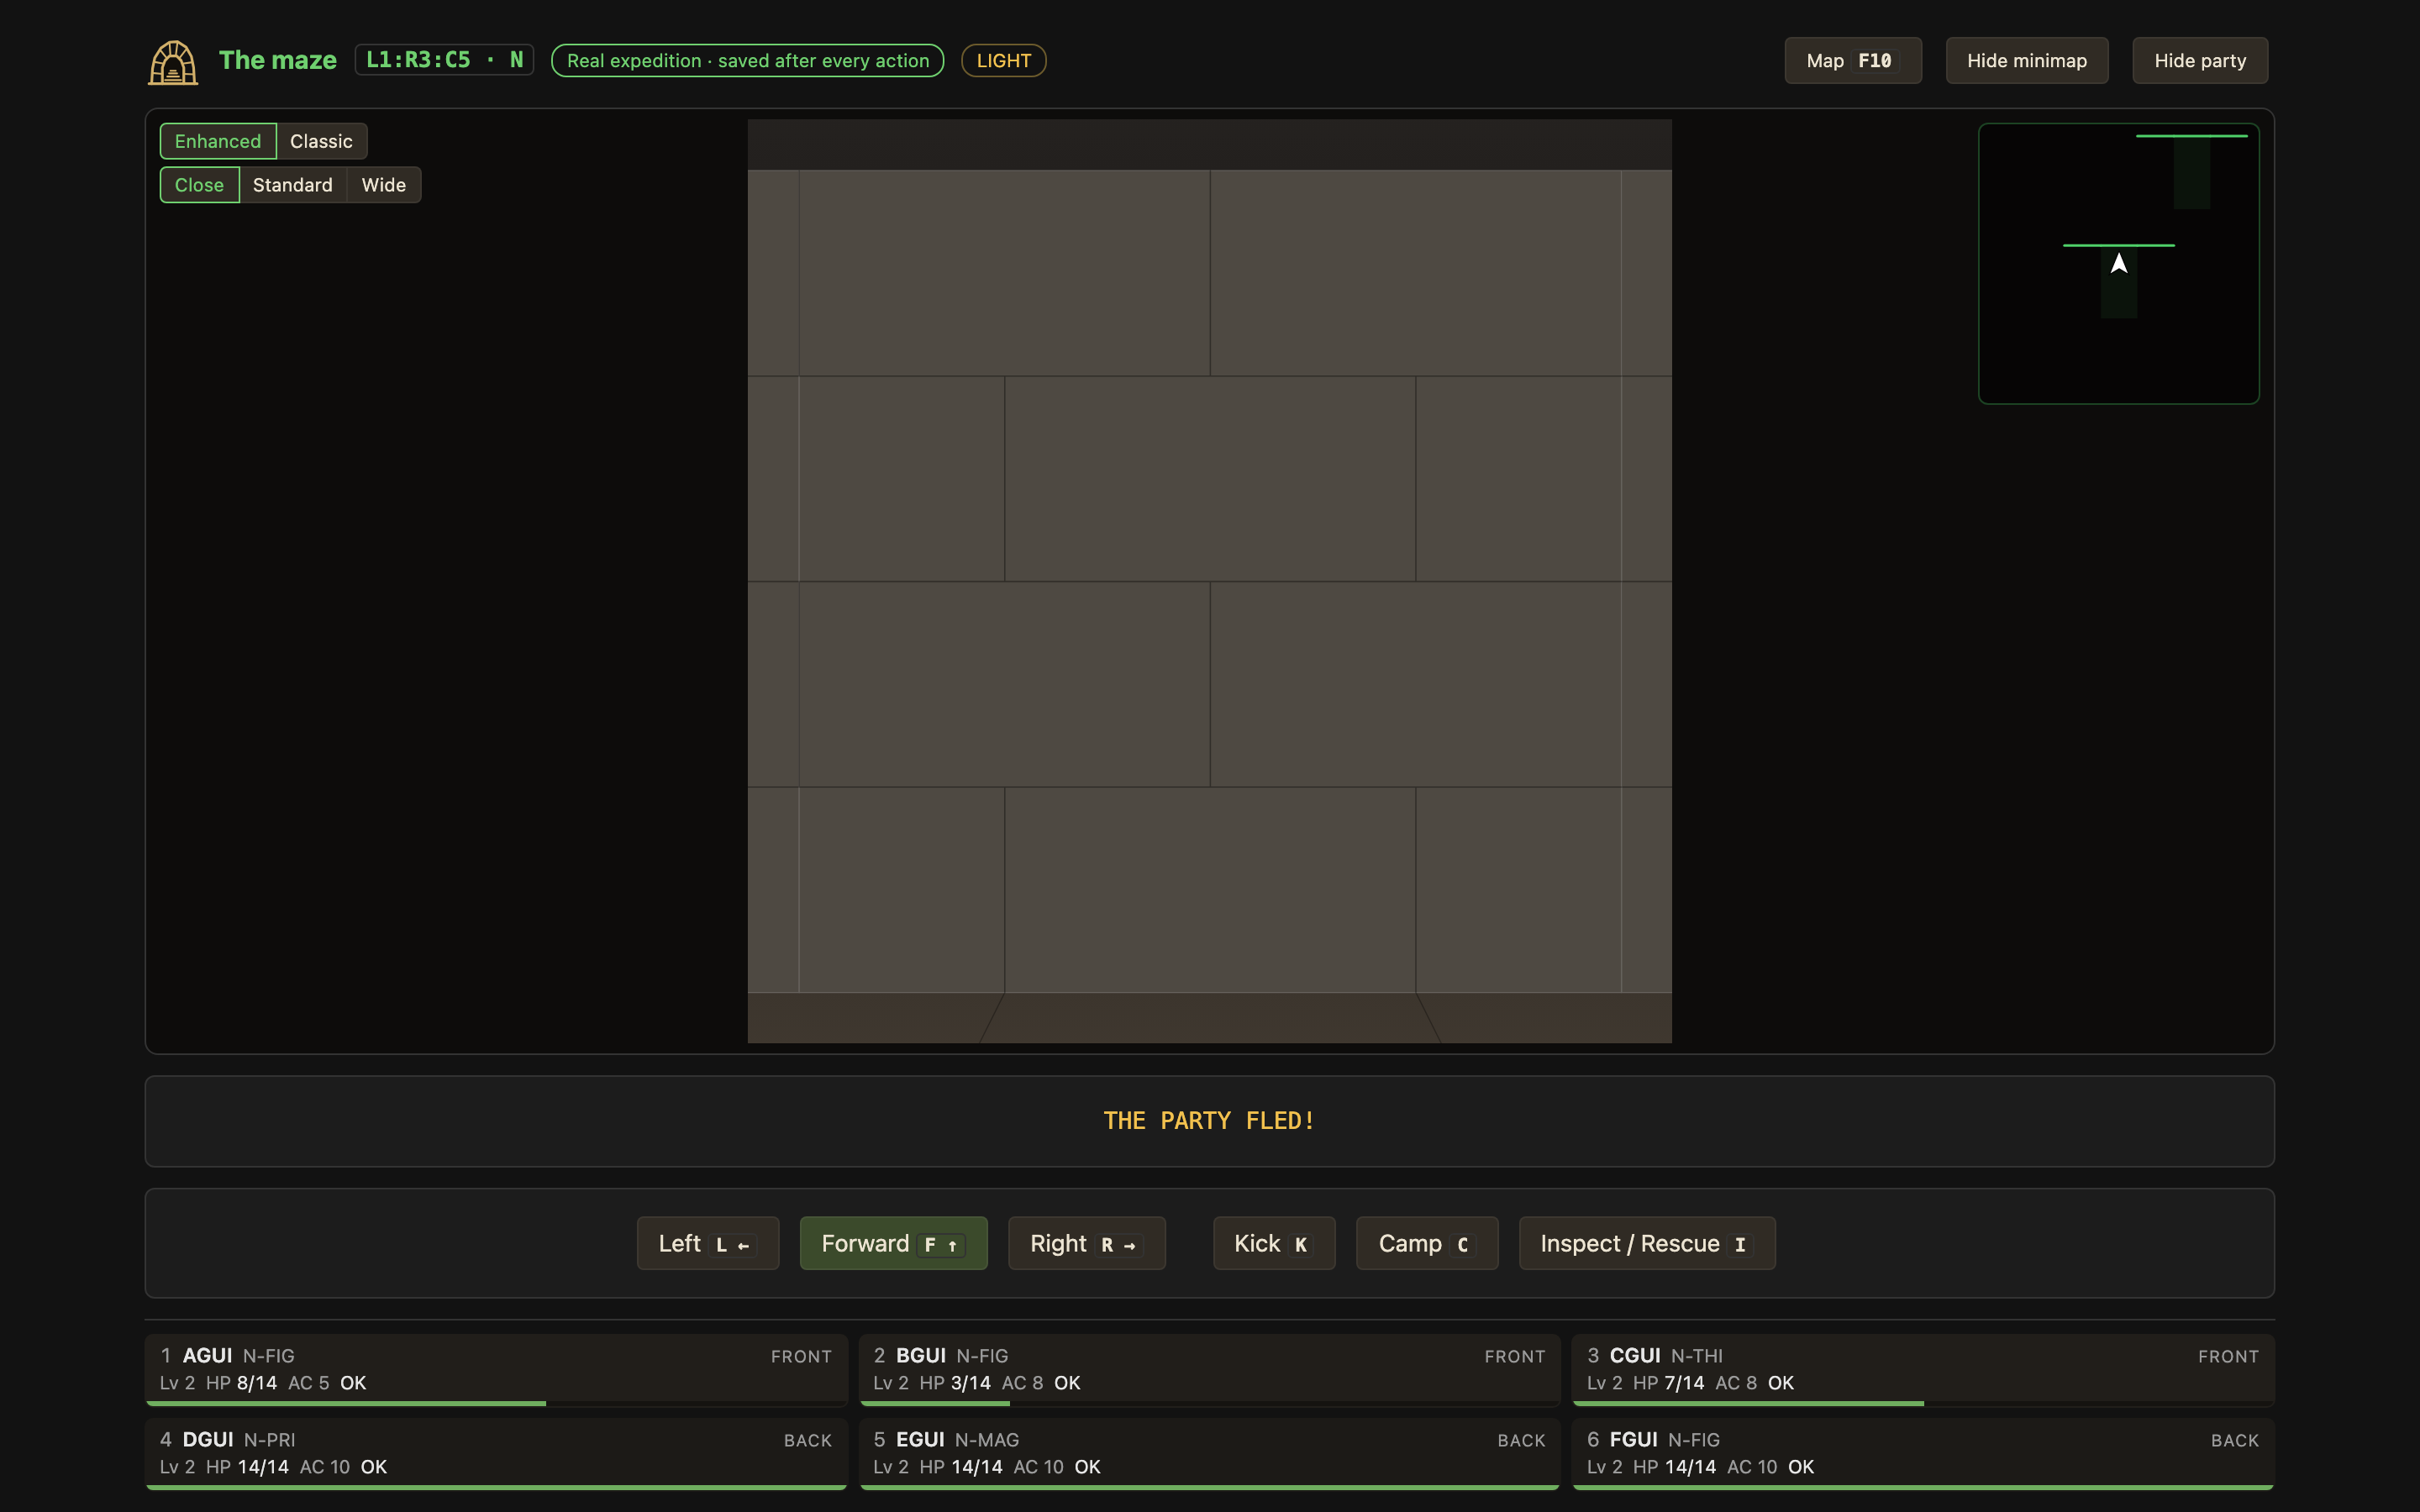 The maze L1:R3:C5 · N Real expedition · saved after every action LIGHT Map F10 Hide minimap Hide party
Enhanced Classic
Close Standard Wide
THE PARTY FLED!
Left L ← Forward F ↑ Right R → Kick K Camp C Inspect / Rescue I
1 AGUI N-FIG FRONT
Lv 2 HP 8/14 AC 5 OK
2 BGUI N-FIG FRONT
Lv 2 HP 3/14 AC 8 OK
3 CGUI N-THI FRONT
Lv 2 HP 7/14 AC 8 OK
4 DGUI N-PRI BACK
Lv 2 HP 14/14 AC 10 OK
5 EGUI N-MAG BACK
Lv 2 HP 14/14 AC 10 OK
6 FGUI N-FIG BACK
Lv 2 HP 14/14 AC 10 OK